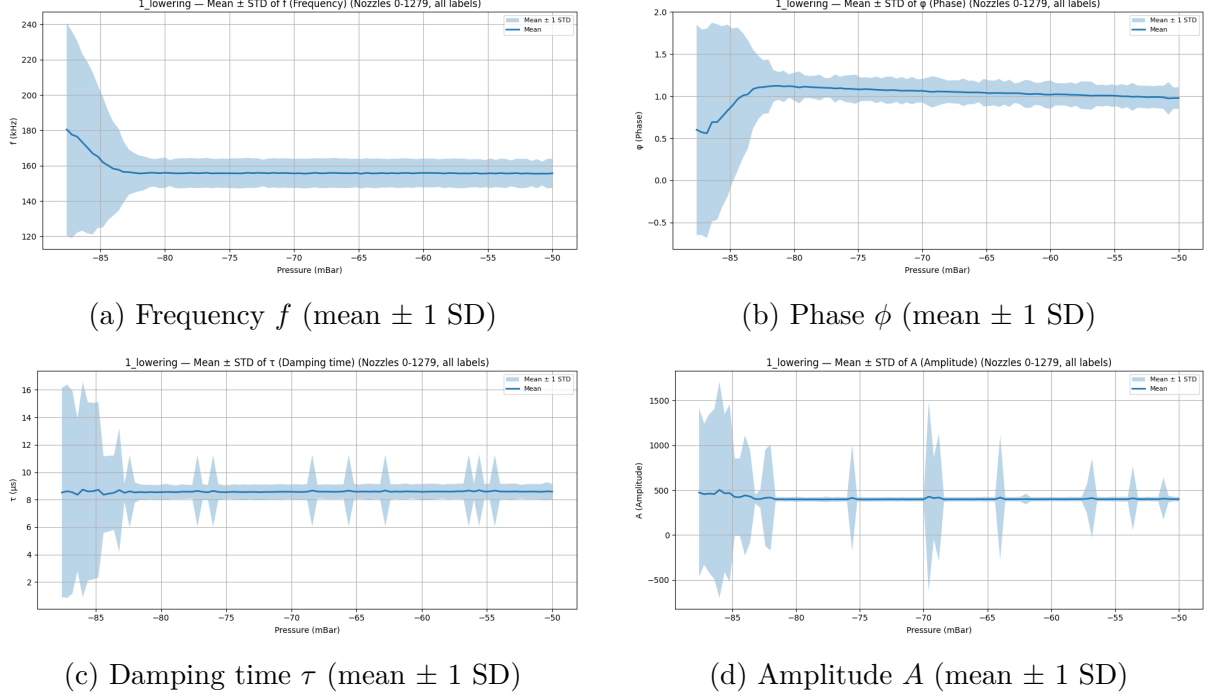 1_lowering — Mean ± STD of f (Frequency) (Nozzles 0-1279, all labels)
240
220
200
180
160
140
120
f (kHz)
Mean ± 1 STD
Mean
−85
−80
−75
−70
−65
−60
−55
−50
Pressure (mBar)
(a) Frequency f (mean ± 1 SD)
1_lowering — Mean ± STD of φ (Phase) (Nozzles 0-1279, all labels)
2.0
1.5
1.0
0.5
0.0
−0.5
φ (Phase)
Mean ± 1 STD
Mean
−85
−80
−75
−70
−65
−60
−55
−50
Pressure (mBar)
(b) Phase ϕ (mean ± 1 SD)
1_lowering — Mean ± STD of τ (Damping time) (Nozzles 0-1279, all labels)
16
14
12
10
8
6
4
2
τ (µs)
Mean ± 1 STD
Mean
−85
−80
−75
−70
−65
−60
−55
−50
Pressure (mBar)
(c) Damping time τ (mean ± 1 SD)
1_lowering — Mean ± STD of A (Amplitude) (Nozzles 0-1279, all labels)
1500
1000
500
0
−500
A (Amplitude)
Mean ± 1 STD
Mean
−85
−80
−75
−70
−65
−60
−55
−50
Pressure (mBar)
(d) Amplitude A (mean ± 1 SD)